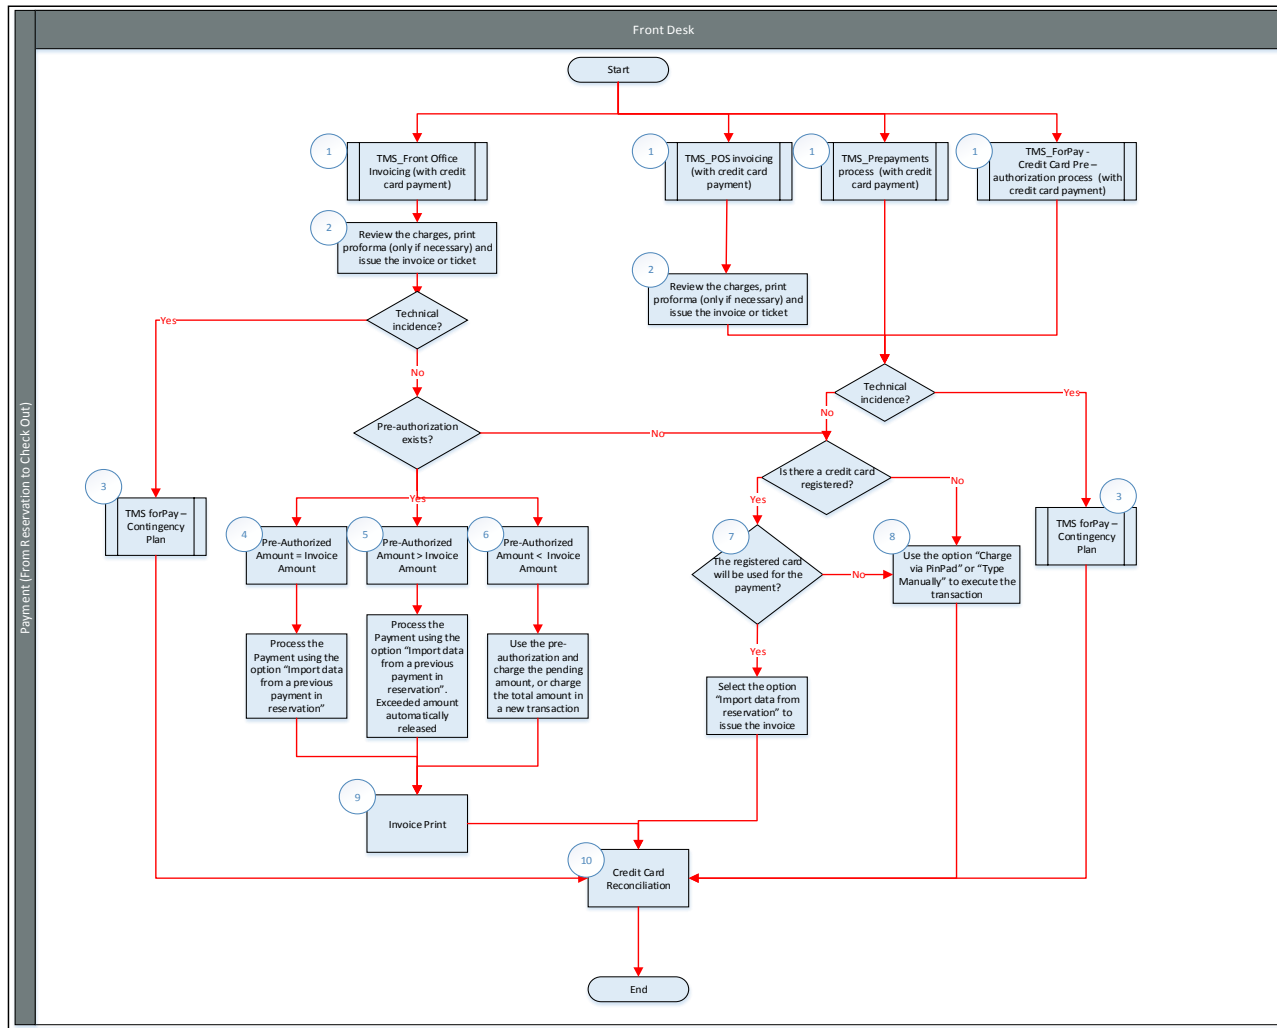 Front Desk
Payment (From Reservation to Check Out)
Start
1
TMS_Front Office
Invoicing (with credit
card payment)
1
TMS_POS invoicing
(with credit card
payment)
1
TMS_Prepayments
process (with credit
card payment)
1
TMS_ForPay -
Credit Card Pre –
authorization process (with
credit card payment)
2
Review the charges, print
proforma (only if necessary) and
issue the invoice or ticket
2
Review the charges, print
proforma (only if necessary) and
issue the invoice or ticket
Technical
incidence?
Yes
No
Technical
incidence?
Yes
No
Pre-authorization
exists?
No
Yes
Is there a credit card
registered?
No
Yes
3
TMS forPay –
Contingency
Plan
4
Pre-Authorized
Amount = Invoice
Amount
5
Pre-Authorized
Amount > Invoice
Amount
6
Pre-Authorized
Amount < Invoice
Amount
7
The registered card
will be used for the
payment?
No
Yes
8
Use the option “Charge
via PinPad” or “Type
Manually” to execute the
transaction
3
TMS forPay –
Contingency
Plan
Process the
Payment using the
option “Import data
from a previous
payment in
reservation”
Process the
Payment using the
option “Import data
from a previous
payment in
reservation”.
Exceeded amount
automatically
released
Use the pre-
authorization and
charge the pending
amount, or charge
the total amount in
a new transaction
Select the option
“Import data from
reservation” to
issue the invoice
9
Invoice Print
10
Credit Card
Reconciliation
End